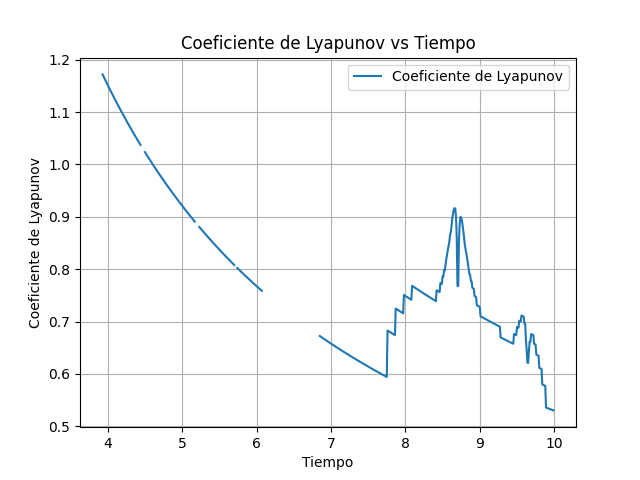 Coeficiente de Lyapunov vs Tiempo
Coeficiente de Lyapunov
Coeficiente de Lyapunov
1.2
1.1
1.0
0.9
0.8
0.7
0.6
0.5
4 5 6 7 8 9 10
Tiempo